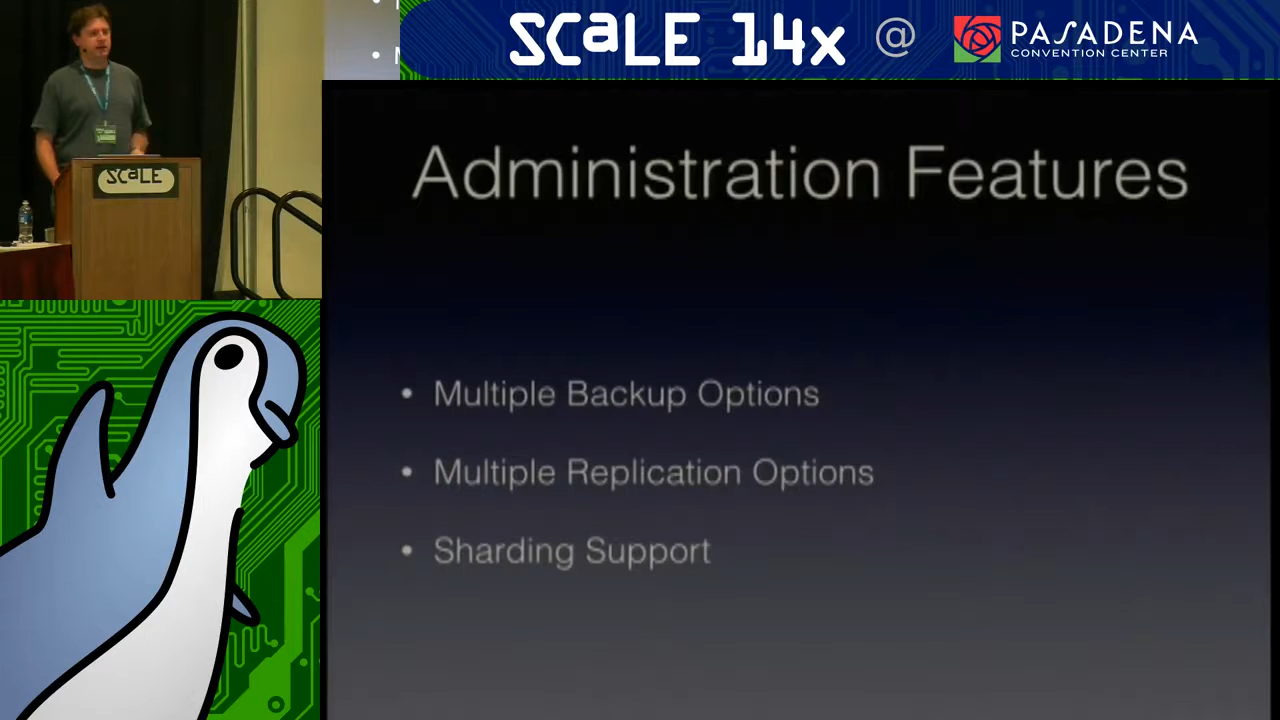 SCALE 14x @ PASADENA
CONVENTION CENTER
SCALE
Administration Features
• Multiple Backup Options
• Multiple Replication Options
• Sharding Support